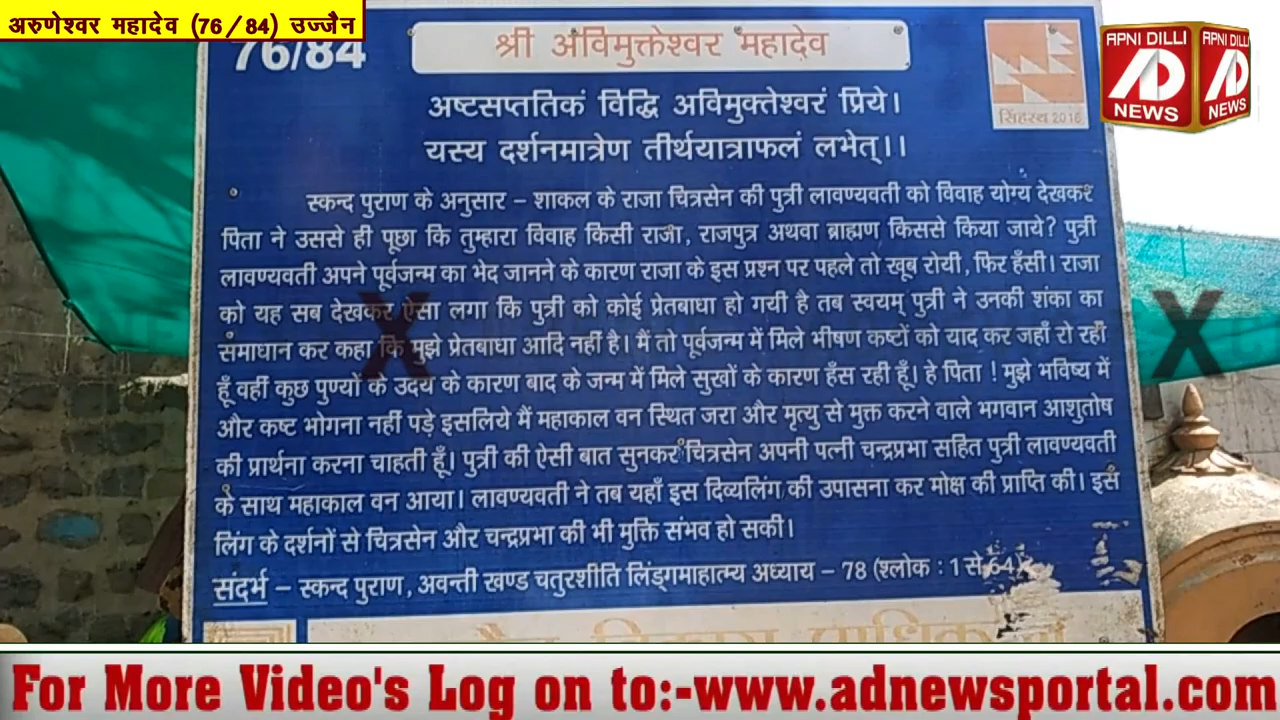 अरुणेश्वर महादेव (76/84) उज्जैन
76/84
श्री अविमुक्तेश्वर महादेव
सिंहस्थ 2016
APNI DILLI
AD
NEWS
APNI DILLI
AD
NEWS
अष्टसप्ततिकं विद्धि अविमुक्तेश्वरं प्रिये।
यस्य दर्शनमात्रेण तीर्थयात्राफलं लभेत्।।
स्कन्द पुराण के अनुसार – शाकल के राजा चित्रसेन की पुत्री लावण्यवती को विवाह योग्य देखकर
पिता ने उससे ही पूछा कि तुम्हारा विवाह किसी राजा, राजपुत्र अथवा ब्राह्मण किससे किया जाये? पुत्री
लावण्यवती अपने पूर्वजन्म का भेद जानने के कारण राजा के इस प्रश्न पर पहले तो खूब रोयी, फिर हँसी। राजा
को यह सब देखकर ऐसा लगा कि पुत्री को कोई प्रेतबाधा हो गयी है तब स्वयम् पुत्री ने उनकी शंका का
समाधान कर कहा कि मुझे प्रेतबाधा आदि नहीं है। मैं तो पूर्वजन्म में मिले भीषण कष्टों को याद कर जहाँ रो रही
हूँ वहीं कुछ पुण्यों के उदय के कारण बाद के जन्म में मिले सुखों के कारण हँस रही हूँ। हे पिता ! मुझे भविष्य में
और कष्ट भोगना नहीं पड़े इसलिये मैं महाकाल वन स्थित जरा और मृत्यु से मुक्त करने वाले भगवान आशुतोष
की प्रार्थना करना चाहती हूँ। पुत्री की ऐसी बात सुनकर चित्रसेन अपनी पत्नी चन्द्रप्रभा सहित पुत्री लावण्यवती
के साथ महाकाल वन आया। लावण्यवती ने तब यहाँ इस दिव्यलिंग की उपासना कर मोक्ष की प्राप्ति की। इस
लिंग के दर्शनों से चित्रसेन और चन्द्रप्रभा की भी मुक्ति संभव हो सकी।
संदर्भ – स्कन्द पुराण, अवन्ती खण्ड चतुरशीति लिंड्गमाहात्म्य अध्याय – 78 (श्लोक : 1 से 64)
For More Video's Log on to:-www.adnewsportal.com